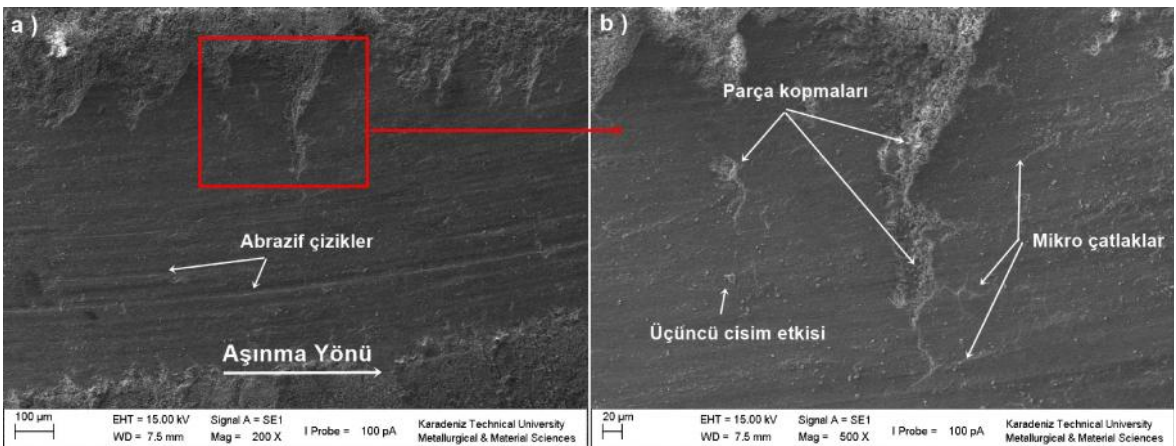 a )
Abrazif çizikler
Aşınma Yönü
100 µm
EHT = 15.00 kV
Signal A = SE1
WD = 7.5 mm
Mag = 200 X
I Probe = 100 pA
Karadeniz Technical University
Metallurgical & Material Sciences
b )
Parça kopmaları
Mikro çatlaklar
Üçüncü cisim etkisi
20 µm
EHT = 15.00 kV
Signal A = SE1
WD = 7.5 mm
Mag = 500 X
I Probe = 100 pA
Karadeniz Technical University
Metallurgical & Material Sciences